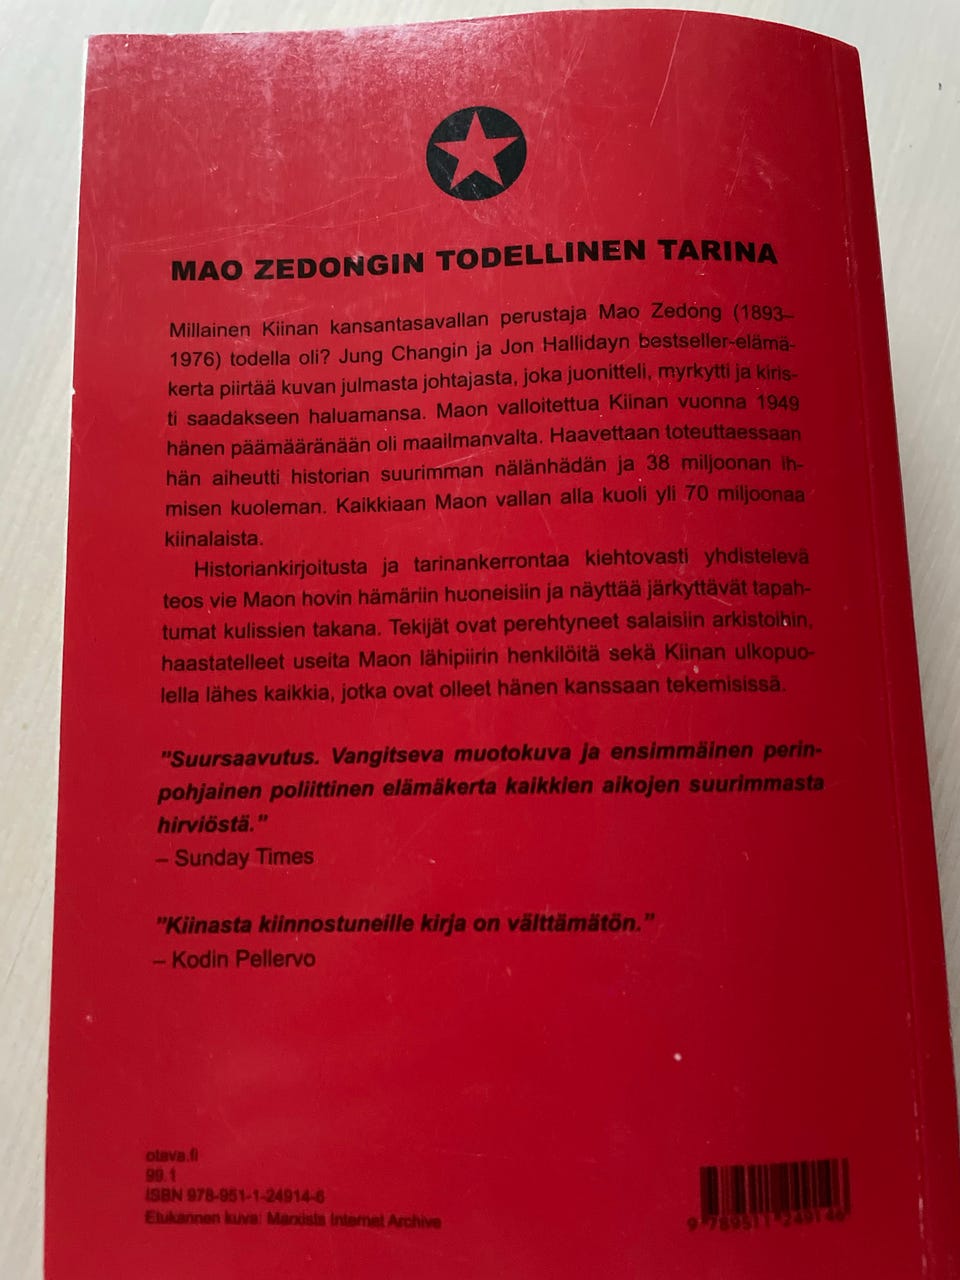 MAO ZEDONGIN TODELLINEN TARINA
Millainen Kiinan kansantasavallan perustaja Mao Zedong (1893–
1976) todella oli? Jung Changin ja Jon Hallidayn bestseller-elämä-
kerta piirtää kuvan julmasta johtajasta, joka juonitteli, myrkytti ja kiris-
ti saadakseen haluamansa. Maon valloitettua Kiinan vuonna 1949
hänen päämääränään oli maailmanvalta. Haavettaan toteuttaessaan
hän aiheutti historian suurimman nälänhädän ja 38 miljoonan ih-
misen kuoleman. Kaikkiaan Maon vallan alla kuoli yli 70 miljoonaa
kiinalaista.
Historiankirjoitusta ja tarinankerrontaa kiehtovasti yhdistelevä
teos vie Maon hovin hämäriin huoneisiin ja näyttää järkyttävät tapah-
tumat kulissien takana. Tekijät ovat perehtyneet salaisiin arkistoihin,
haastatelleet useita Maon lähipiirin henkilöitä sekä Kiinan ulkopuo-
lella lähes kaikkia, jotka ovat olleet hänen kanssaan tekemisissä.
"Suursaavutus. Vangitseva muotokuva ja ensimmäinen perin-
pohjainen poliittinen elämäkerta kaikkien aikojen suurimmasta
hirviöstä."
– Sunday Times
"Kiinasta kiinnostuneille kirja on välttämätön."
– Kodin Pellervo
otava.fi
99.1
ISBN 978-951-1-24914-6
Etukannen kuva: Marxists Internet Archive
9 789511 249146